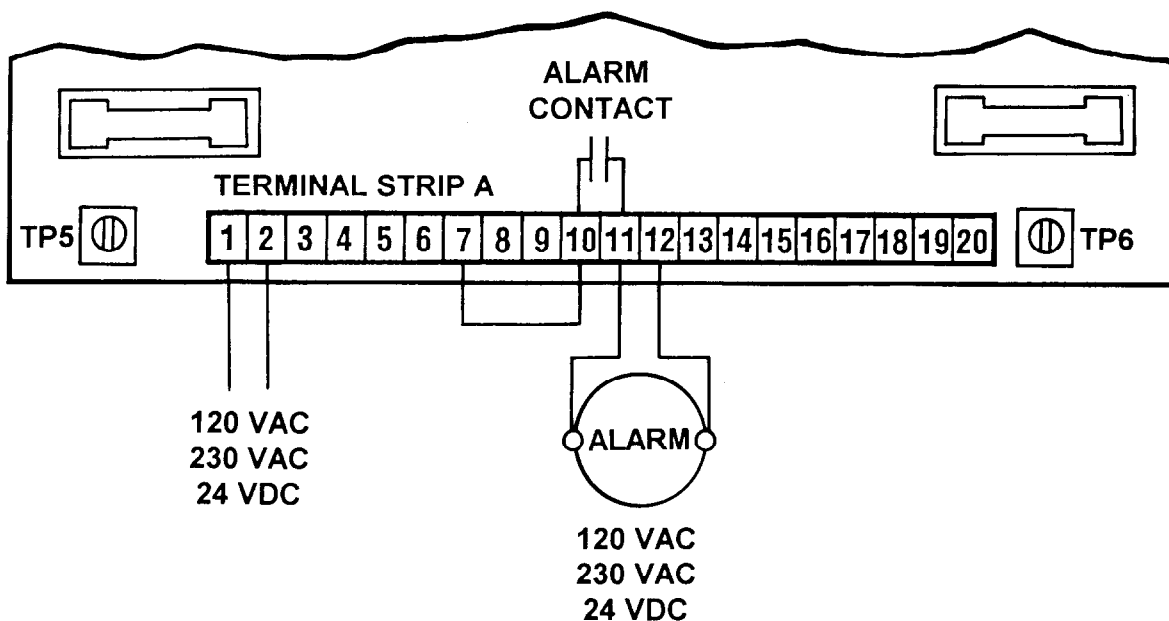 ALARM
CONTACT
TERMINAL STRIP A
TP5
1 2 3 4 5 6 7 8 9 10 11 12 13 14 15 16 17 18 19 20
TP6
120 VAC
230 VAC
24 VDC
ALARM
120 VAC
230 VAC
24 VDC